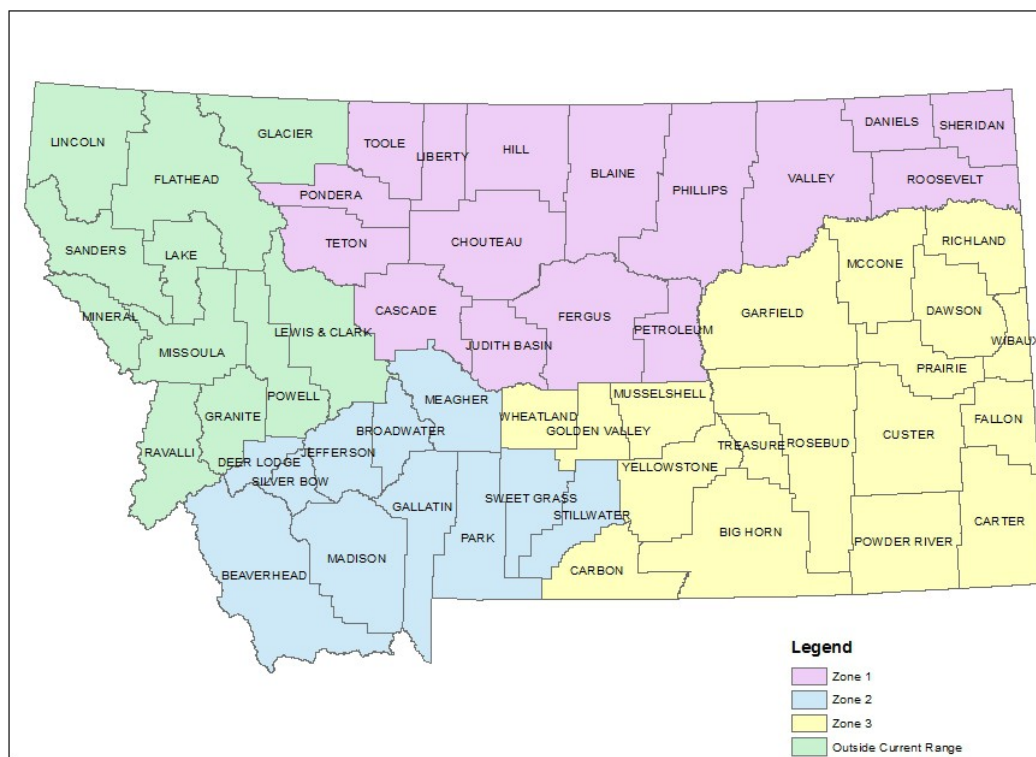 LINCOLN
GLACIER
FLATHEAD
TOOLE
LIBERTY
HILL
BLAINE
PHILLIPS
VALLEY
DANIELS
SHERIDAN
ROOSEVELT
PONDERA
TETON
CHOUTEAU
SANDERS
LAKE
RICHLAND
MCCONE
MINERAL
MISSOULA
LEWIS & CLARK
CASCADE
JUDITH BASIN
FERGUS
PETROLEUM
GARFIELD
DAWSON
WIBAUX
PRAIRIE
POWELL
GRANITE
RAVALLI
MEAGHER
BROADWATER
WHEATLAND
MUSSELSHELL
GOLDEN VALLEY
TREASURE
ROSEBUD
CUSTER
FALLON
JEFFERSON
DEER LODGE
SILVER BOW
YELLOWSTONE
GALLATIN
SWEET GRASS
STILLWATER
PARK
BIG HORN
CARTER
POWDER RIVER
MADISON
BEAVERHEAD
CARBON
Legend
Zone 1
Zone 2
Zone 3
Outside Current Range